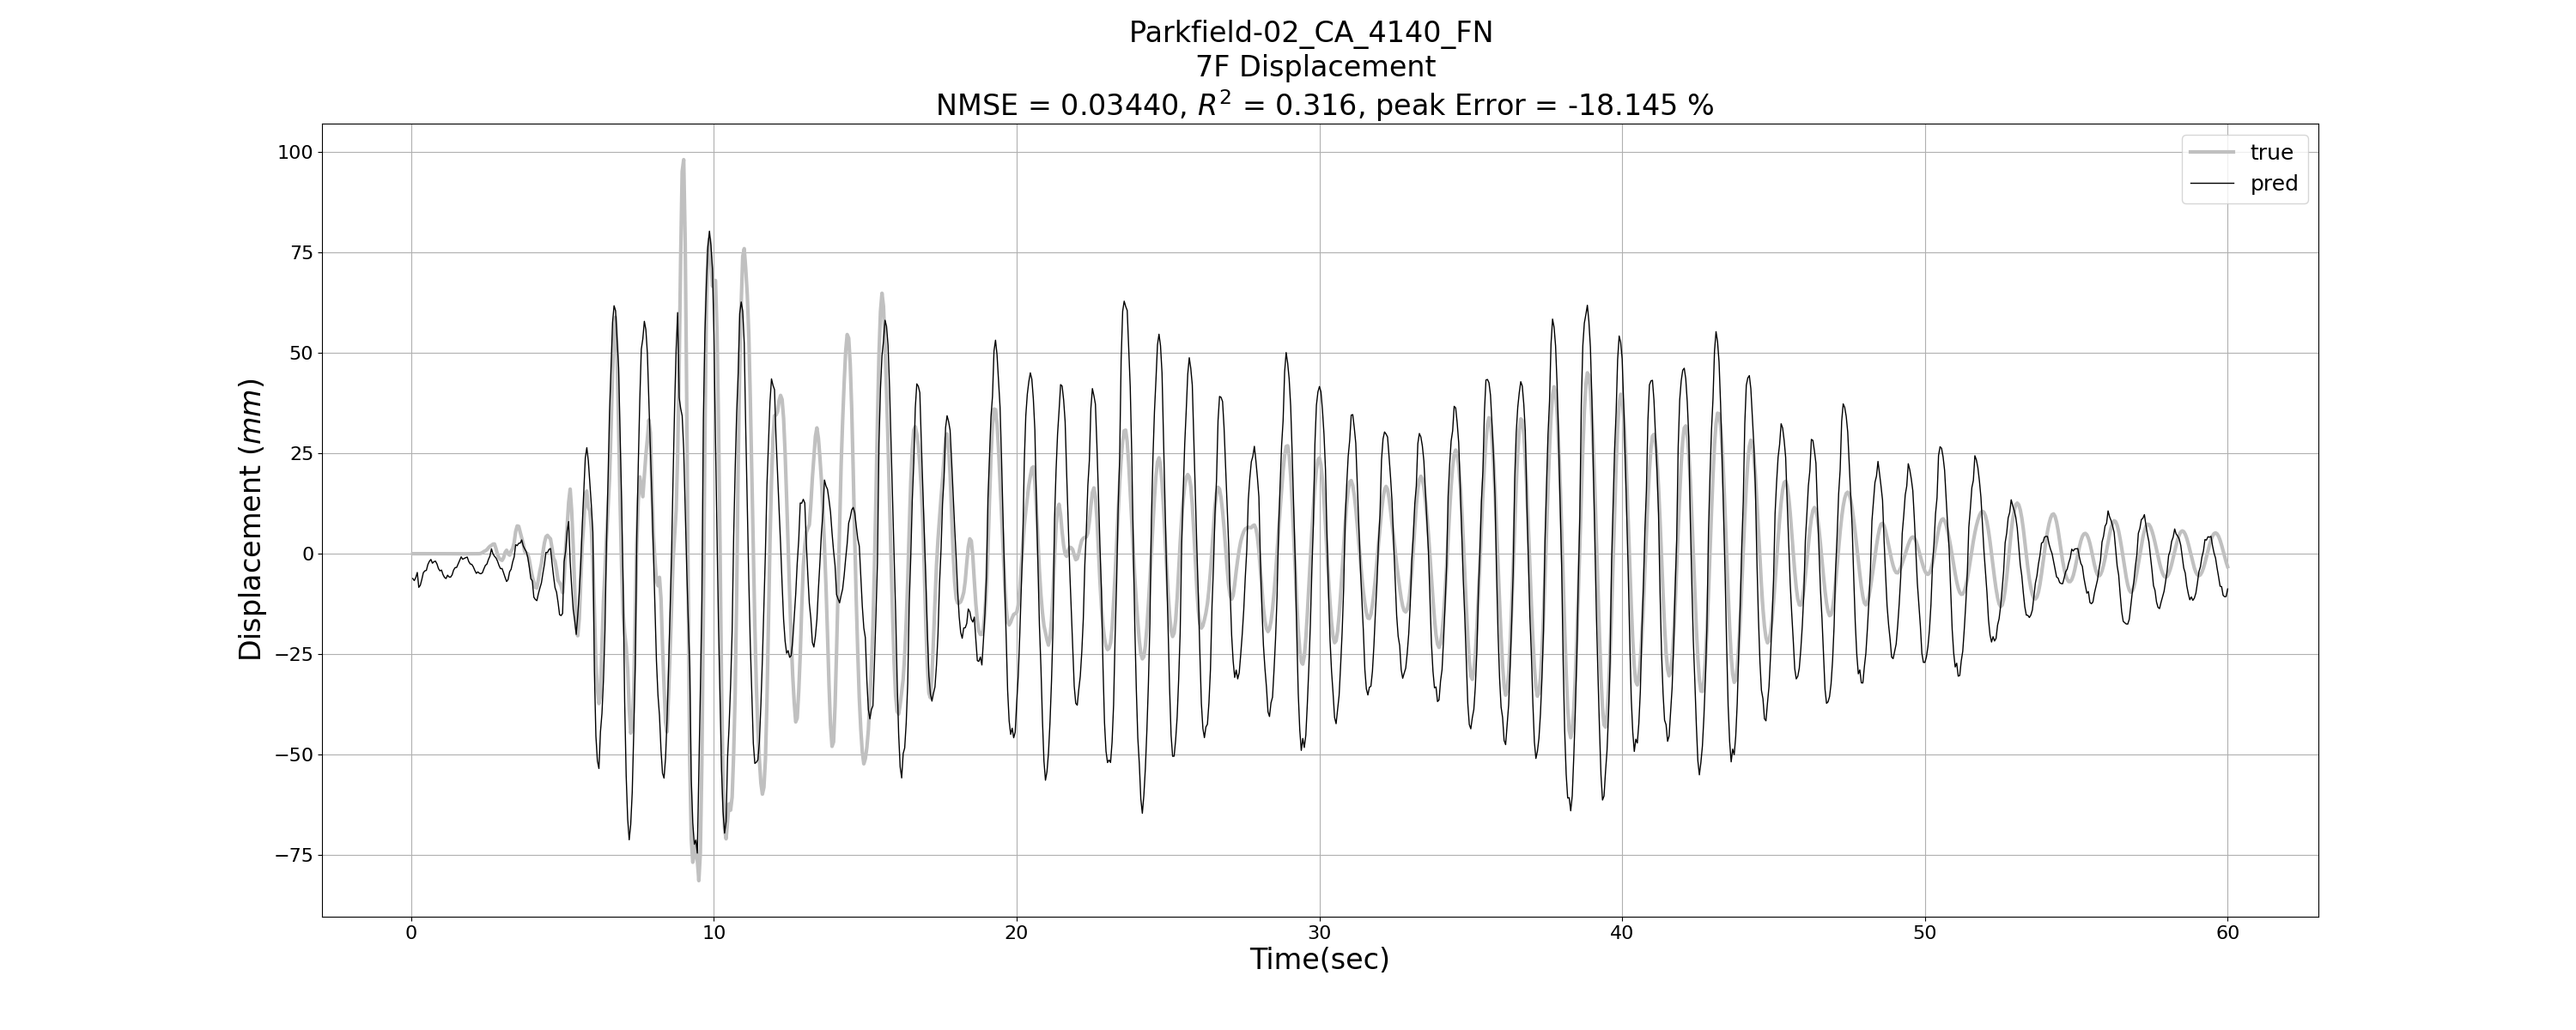 Parkfield-02_CA_4140_FN
7F Displacement
NMSE = 0.03440, R² = 0.316, peak Error = -18.145 %
true
pred
100
75
50
25
0
−25
−50
−75
Displacement (mm)
0 10 20 30 40 50 60
Time(sec)